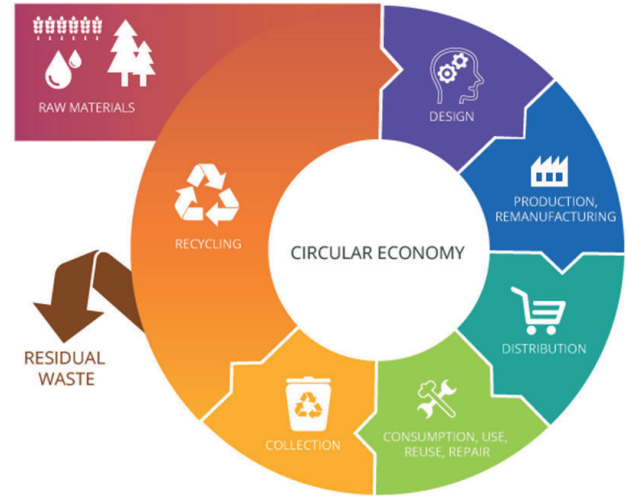 RAW MATERIALS
DESIGN
PRODUCTION,
REMANUFACTURING
RECYCLING
CIRCULAR ECONOMY
DISTRIBUTION
RESIDUAL
WASTE
COLLECTION
CONSUMPTION, USE,
REUSE, REPAIR